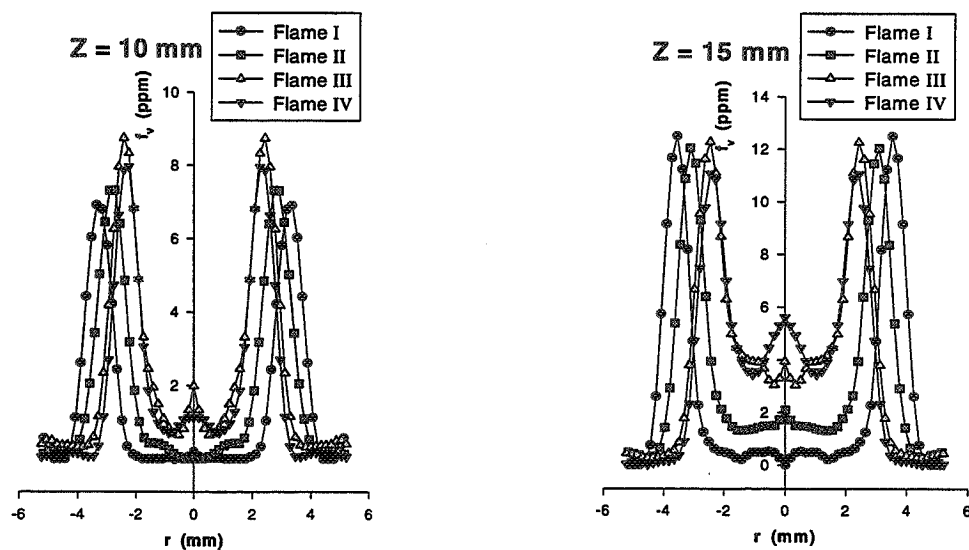 Z = 10 mm
Flame I
Flame II
Flame III
Flame IV
f_v (ppm)
10
8
6
4
2
-6 -4 -2 0 2 4 6
r (mm)
Z = 15 mm
Flame I
Flame II
Flame III
Flame IV
f_v (ppm)
14
12
10
8
6
4
2
0
-6 -4 -2 0 2 4 6
r (mm)